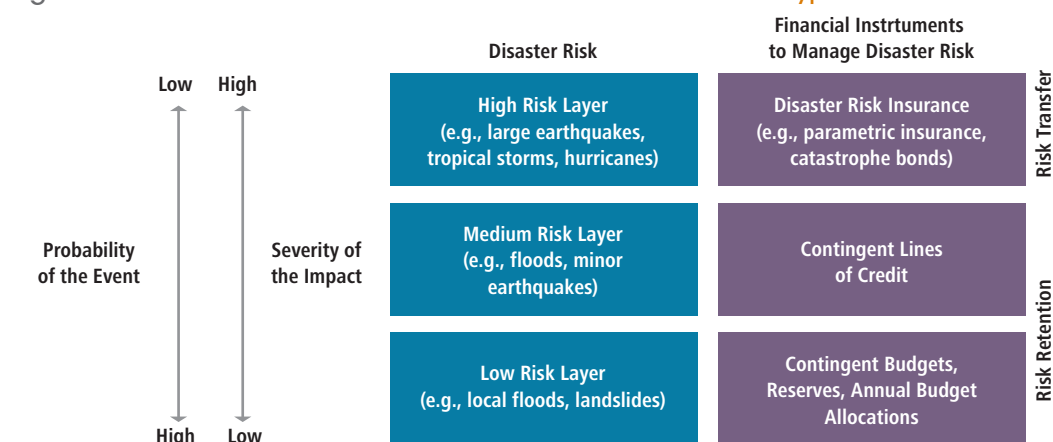 Financial Instrtuments
to Manage Disaster Risk
Disaster Risk
Low High
High Risk Layer
(e.g., large earthquakes,
tropical storms, hurricanes)
Disaster Risk Insurance
(e.g., parametric insurance,
catastrophe bonds)
Risk Transfer
Probability
of the Event
Severity of
the Impact
Medium Risk Layer
(e.g., floods, minor
earthquakes)
Contingent Lines
of Credit
Risk Retention
Low Risk Layer
(e.g., local floods, landslides)
Contingent Budgets,
Reserves, Annual Budget
Allocations
High Low